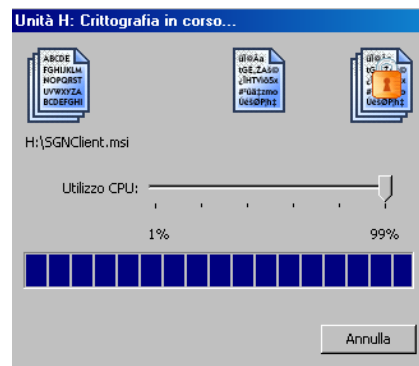 Unità H: Crittografia in corso...
ABCDE
FGHIJKLM
NOPQRST
UVWXYZA
BCDEFGHI
H:\SGNClient.msi
Utilizzo CPU:
1%
99%
Annulla